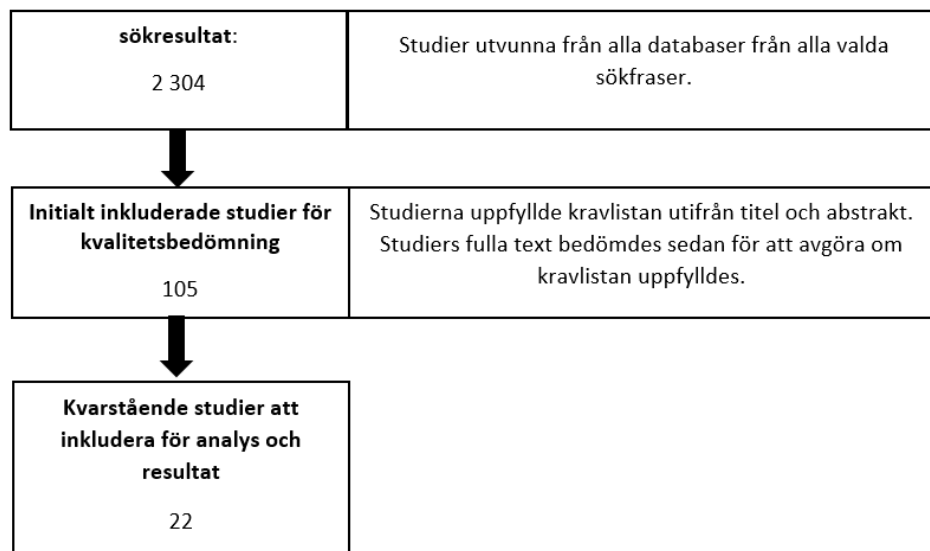 sökresultat:
2 304
Studier utvunna från alla databaser från alla valda
sökfraser.
Initialt inkluderade studier för
kvalitetsbedömning
105
Studierna uppfyllde kravlistan utifrån titel och abstrakt.
Studiers fulla text bedömdes sedan för att avgöra om
kravlistan uppfylldes.
Kvarstående studier att
inkludera för analys och
resultat
22